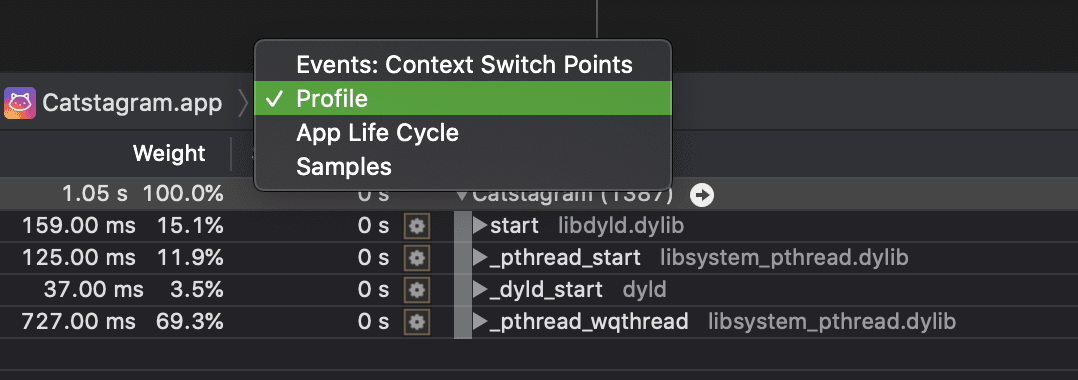 Events: Context Switch Points
Catstagram.app
✓ Profile
App Life Cycle
Weight
Samples
1.05 s 100.0% 0 s Catstagram (1387)
159.00 ms 15.1% 0 s start libdyld.dylib
125.00 ms 11.9% 0 s _pthread_start libsystem_pthread.dylib
37.00 ms 3.5% 0 s _dyld_start dyld
727.00 ms 69.3% 0 s _pthread_wqthread libsystem_pthread.dylib